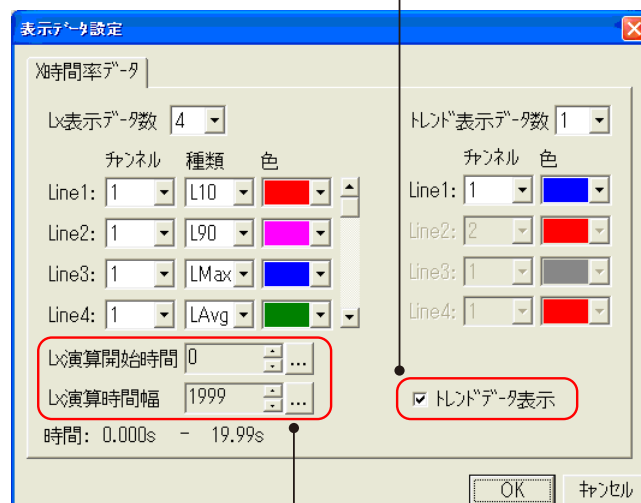 表示ﾃﾞｰﾀ設定
X時間率ﾃﾞｰﾀ
Lx表示ﾃﾞｰﾀ数 4
ﾁｬﾝﾈﾙ 種類 色
Line1: 1 L10
Line2: 1 L90
Line3: 1 LMax
Line4: 1 LAvg
Lx演算開始時間 0 ...
Lx演算時間幅 1999 ...
時間: 0.000s - 19.99s
ﾄﾚﾝﾄﾞ表示ﾃﾞｰﾀ数 1
ﾁｬﾝﾈﾙ 色
Line1: 1
Line2: 2
Line3: 1
Line4: 1
ﾄﾚﾝﾄﾞﾃﾞｰﾀ表示
OK ｷｬﾝｾﾙ